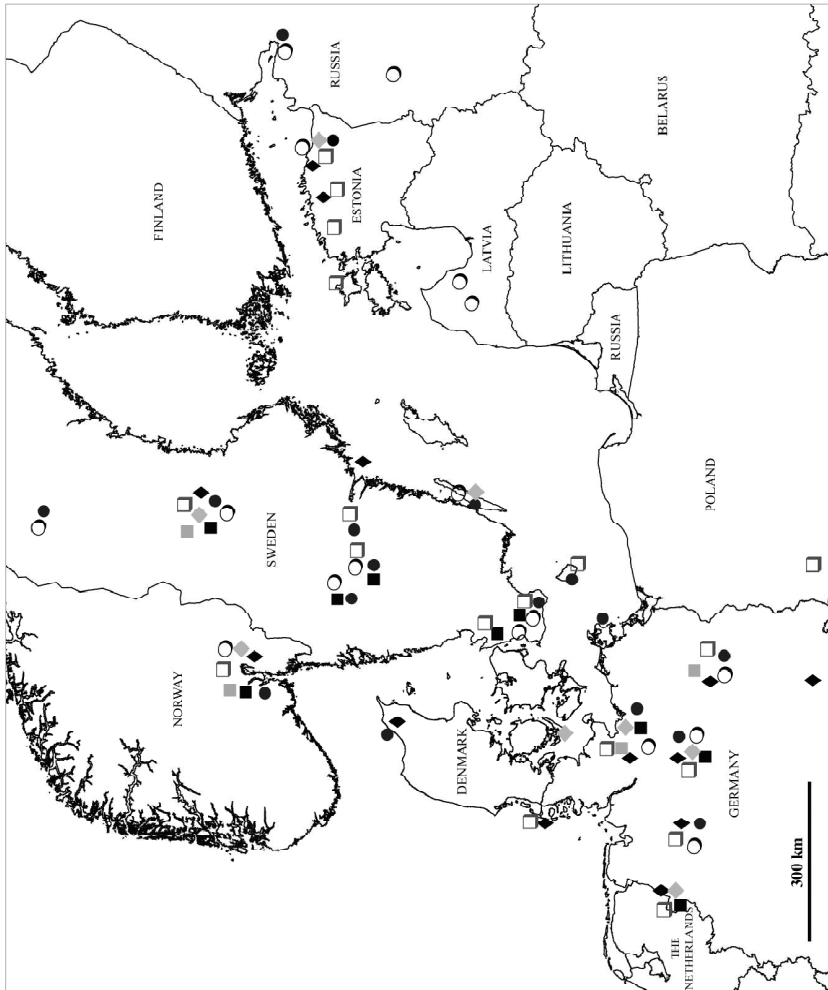 FINLAND
RUSSIA
ESTONIA
BELARUS
LATVIA
LITHUANIA
RUSSIA
SWEDEN
POLAND
NORWAY
DENMARK
GERMANY
300 km
THE
NETHERLANDS